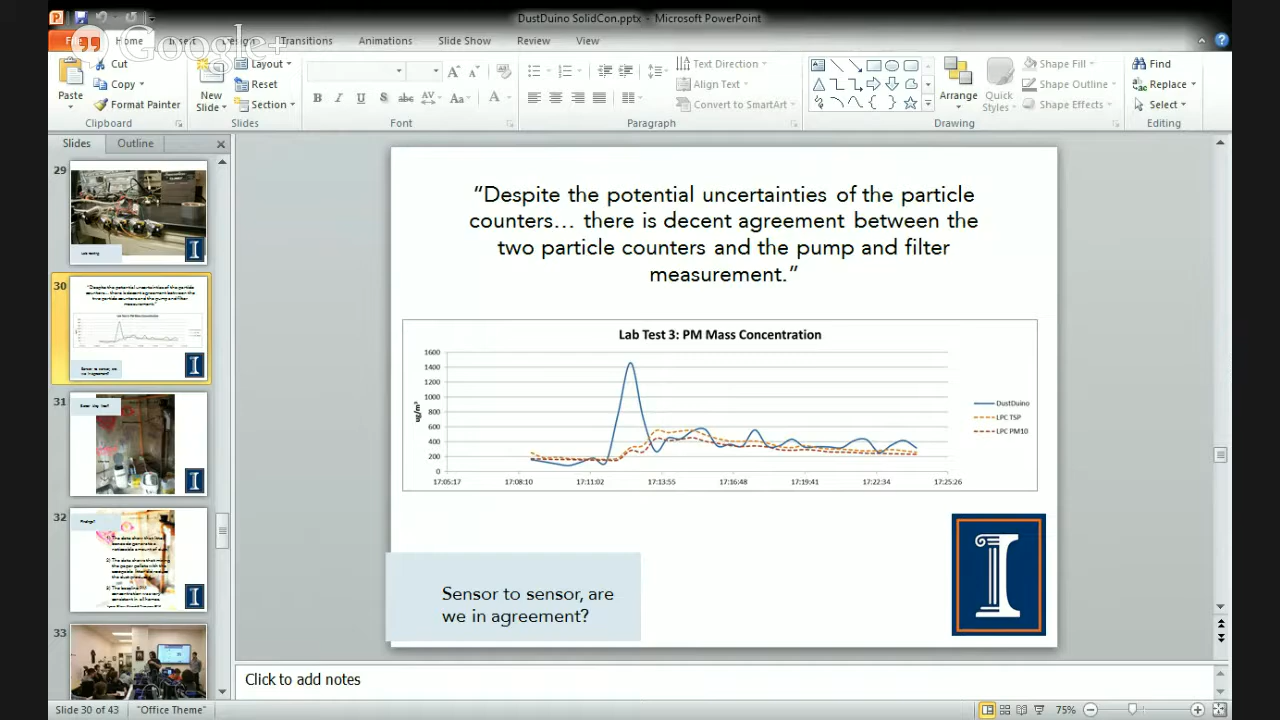 DustDuino SolidCon.pptx - Microsoft PowerPoint
Google+
File Home Insert Design Transitions Animations Slide Show Review View
Paste
Cut
Copy
Format Painter
Clipboard
New
Slide
Layout
Reset
Section
Slides
Font
Text Direction
Align Text
Convert to SmartArt
Paragraph
Arrange
Quick
Styles
Shape Fill
Shape Outline
Shape Effects
Drawing
Find
Replace
Select
Editing
Slides Outline
29
30
31
32
33
“Despite the potential uncertainties of the particle
counters… there is decent agreement between the
two particle counters and the pump and filter
measurement.”
Lab Test 3: PM Mass Concentration
ug/m³
1600
1400
1200
1000
800
600
400
200
0
17:05:17 17:08:10 17:11:02 17:13:55 17:16:48 17:19:41 17:22:34 17:25:26
DustDuino
LPC TSP
LPC PM10
Sensor to sensor, are
we in agreement?
I
Click to add notes
Slide 30 of 43 "Office Theme" 75%